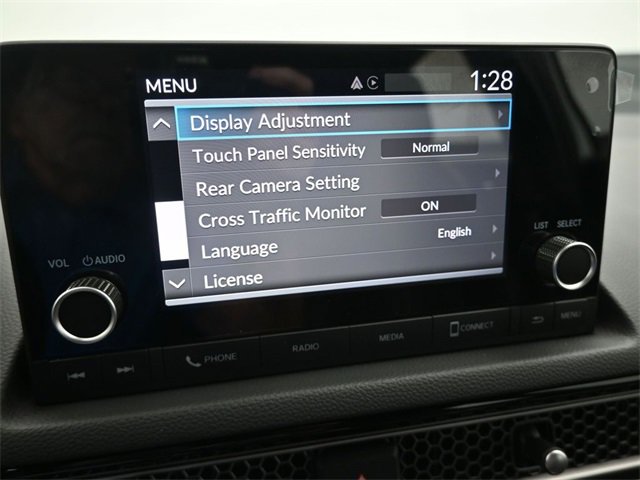 MENU 1:28
Display Adjustment
Touch Panel Sensitivity Normal
Rear Camera Setting
Cross Traffic Monitor ON
Language English
License
VOL AUDIO
LIST SELECT
PHONE RADIO MEDIA CONNECT MENU